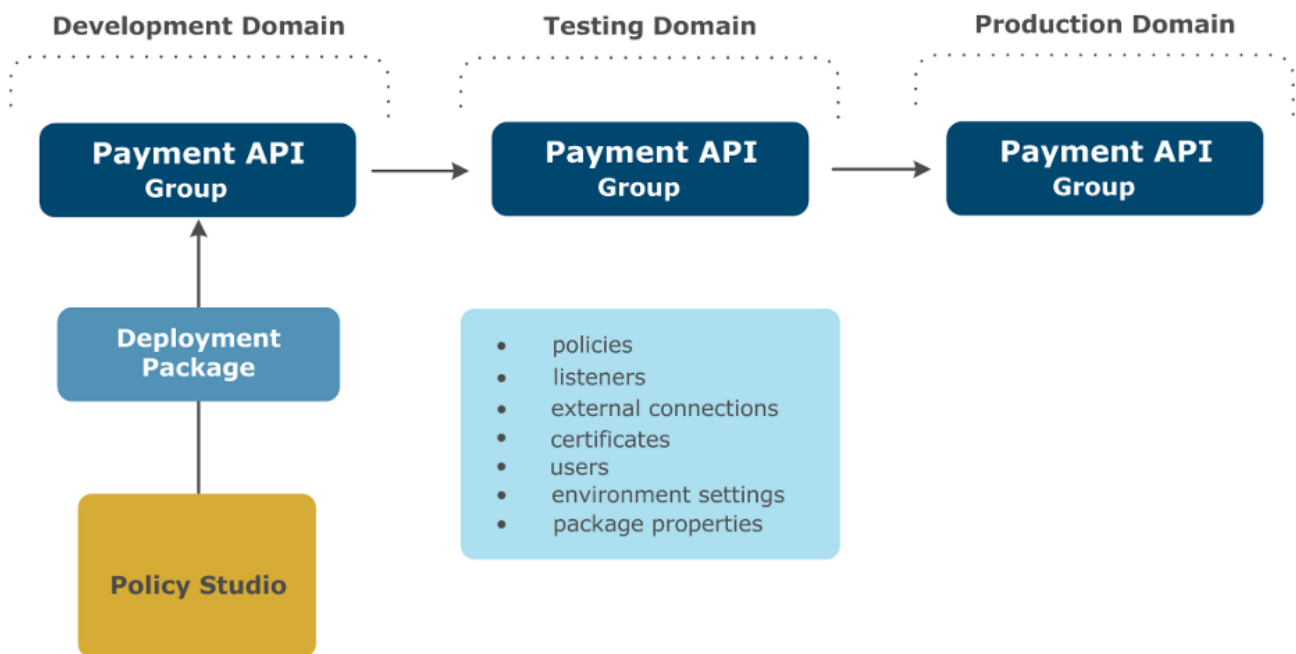 Development Domain
Testing Domain
Production Domain
Payment API
Group
Payment API
Group
Payment API
Group
Deployment
Package
• policies
• listeners
• external connections
• certificates
• users
• environment settings
• package properties
Policy Studio